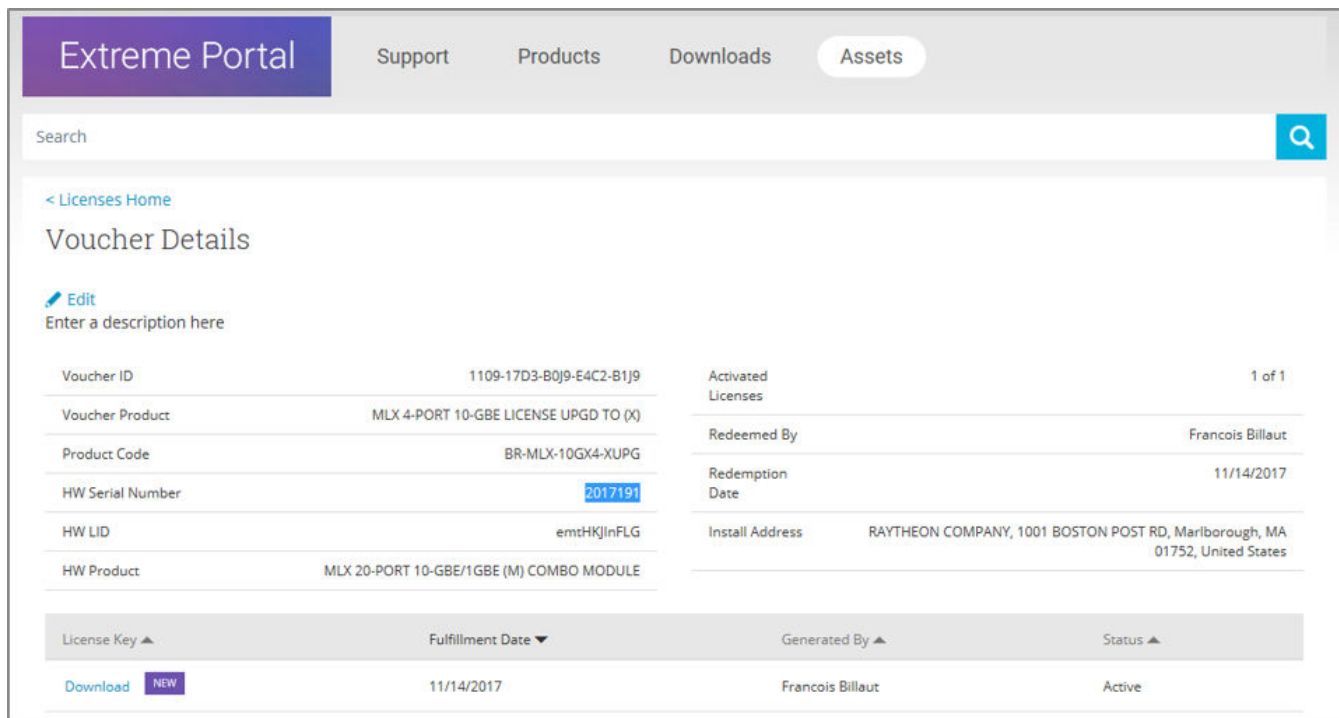 Extreme Portal Support Products Downloads Assets
Search
< Licenses Home
Voucher Details
Edit
Enter a description here
Voucher ID 1109-17D3-B0J9-E4C2-B1J9
Voucher Product MLX 4-PORT 10-GBE LICENSE UPGD TO (X)
Product Code BR-MLX-10GX4-XUPG
HW Serial Number 2017191
HW LID emtHKJInFLG
HW Product MLX 20-PORT 10-GBE/1GBE (M) COMBO MODULE
Activated 1 of 1
Licenses
Redeemed By Francois Billaut
Redemption 11/14/2017
Date
Install Address RAYTHEON COMPANY, 1001 BOSTON POST RD, Marlborough, MA
01752, United States
License Key Fulfillment Date Generated By Status
Download NEW 11/14/2017 Francois Billaut Active